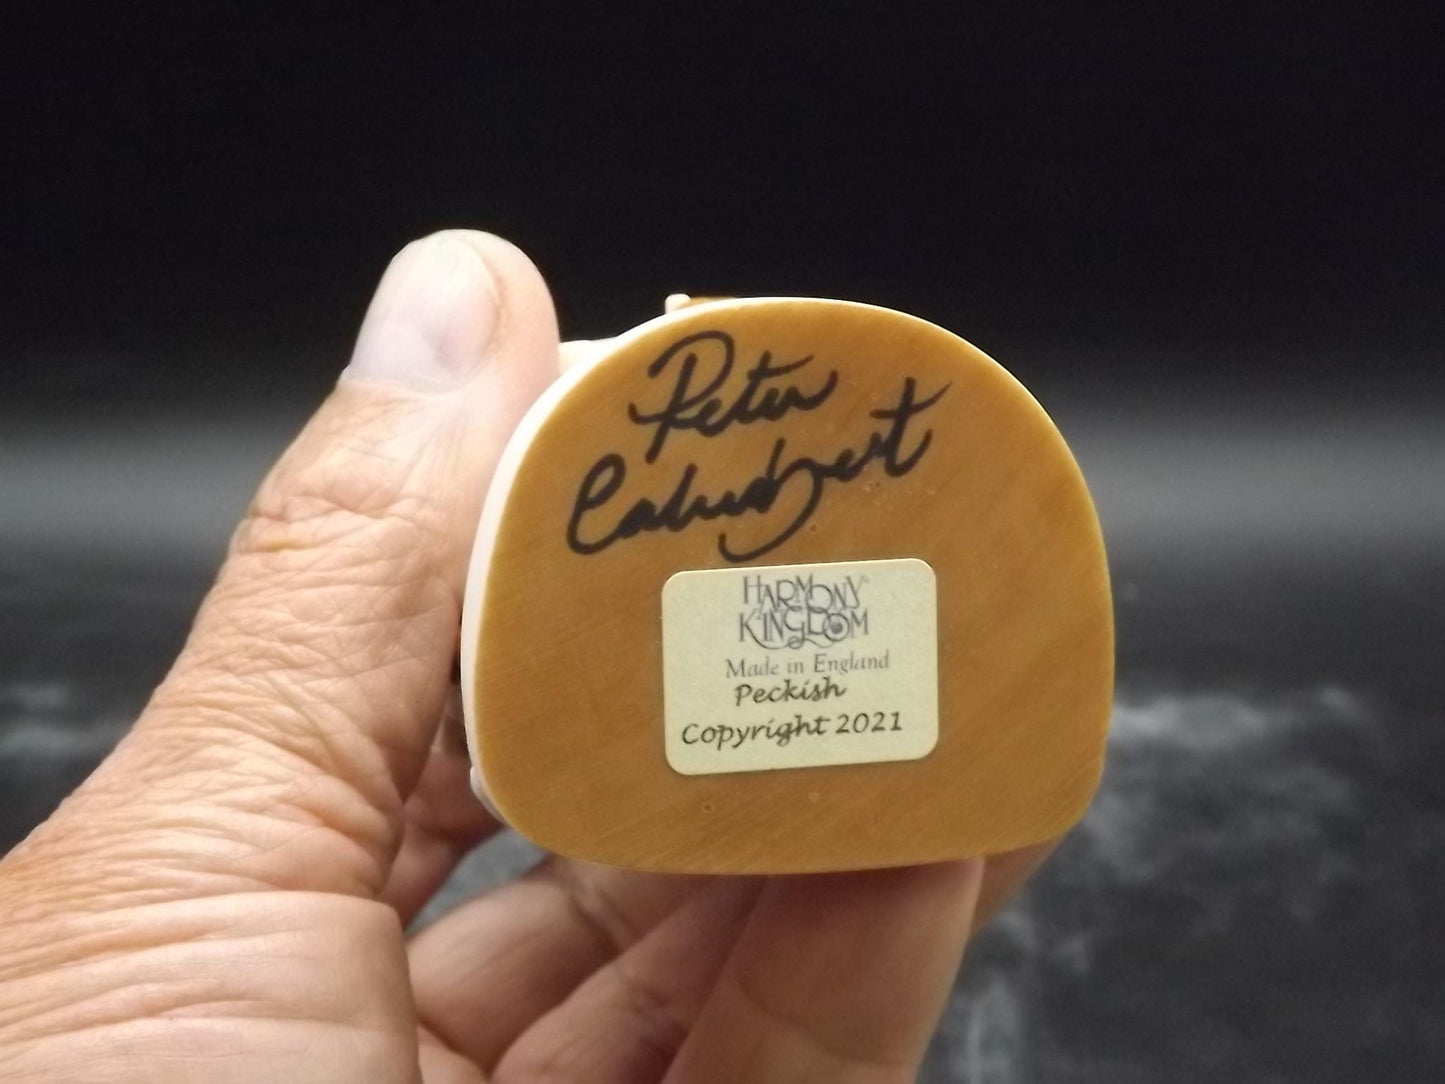 Peter
Calvesbert
HARMONY
KINGDOM
Made in England
Peckish
Copyright 2021